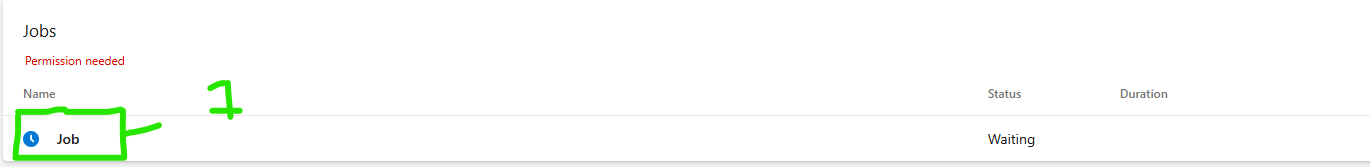 Jobs
Permission needed
Name Status Duration
1
Job Waiting